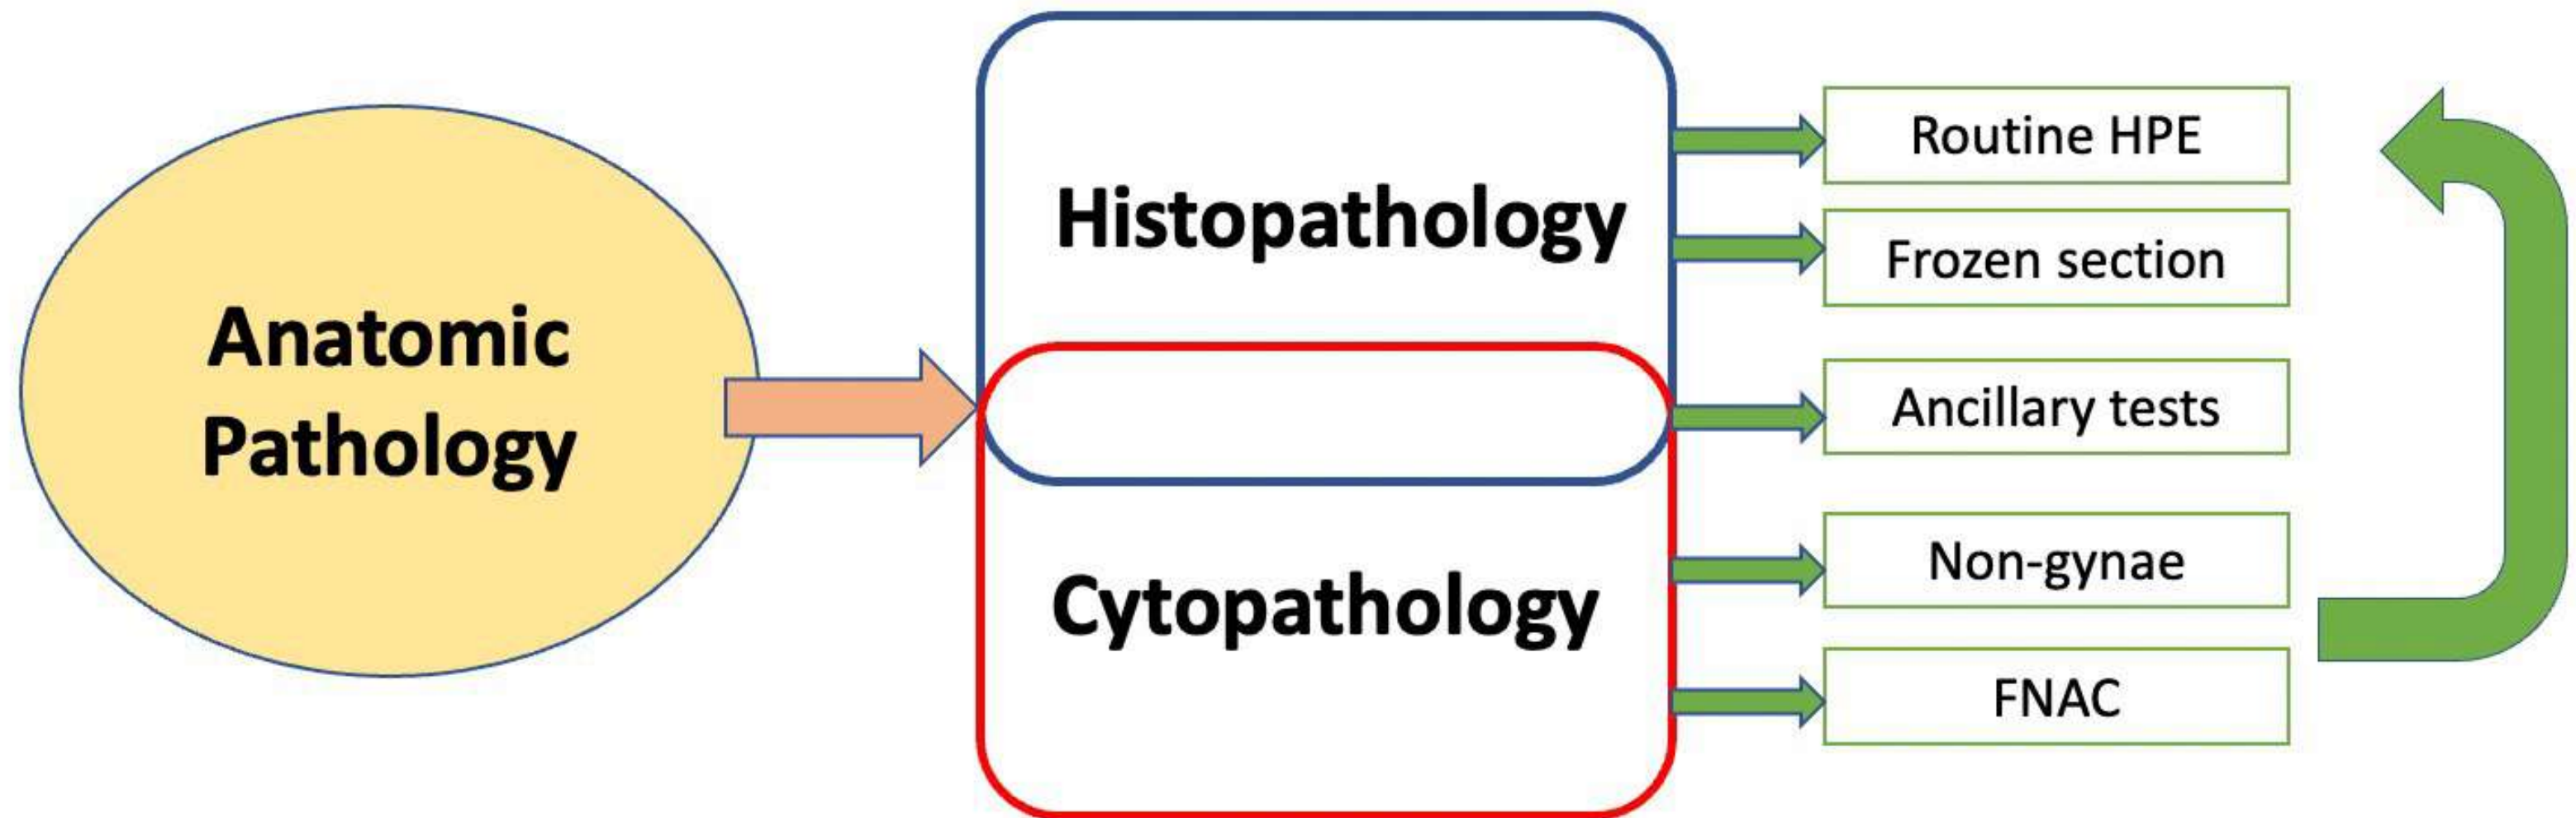 Anatomic
Pathology
Histopathology
Cytopathology
Routine HPE
Frozen section
Ancillary tests
Non-gynae
FNAC